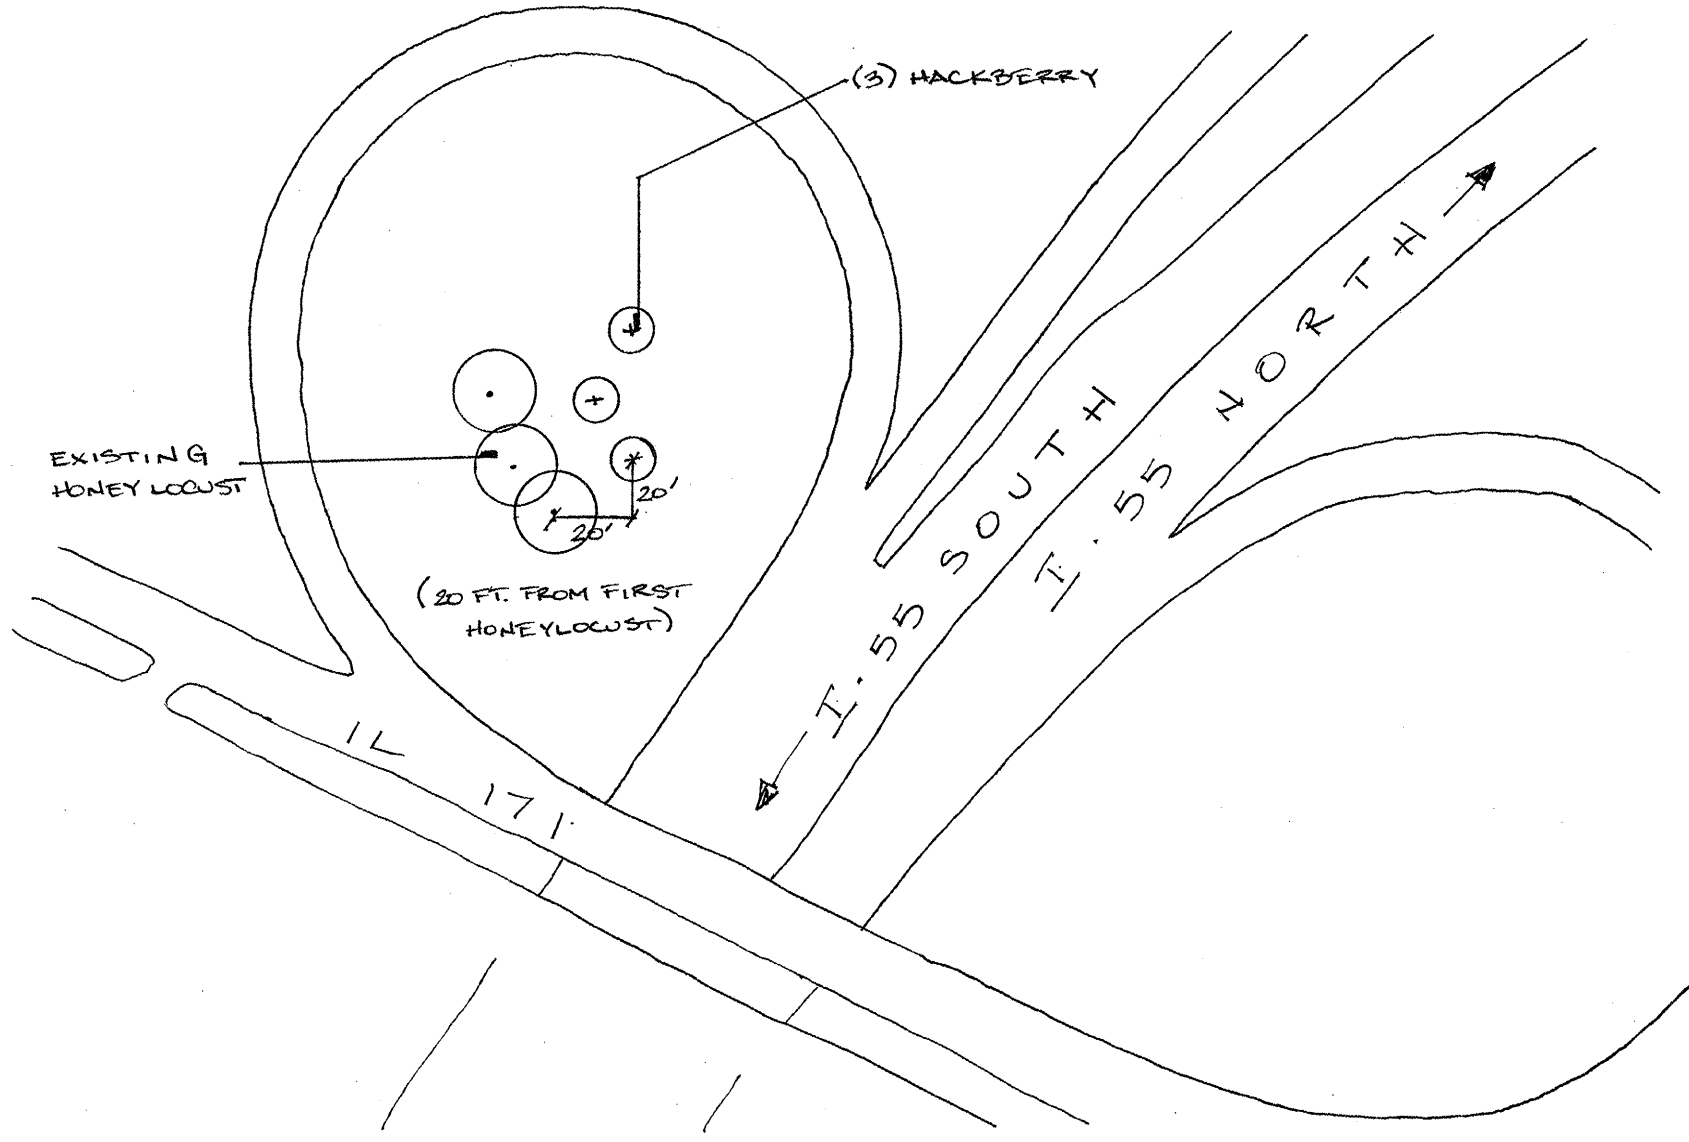 (3) HACKBERRY
EXISTING
HONEY LOCUST
20'
20'
(20 FT. FROM FIRST
HONEYLOCUST)
I-55 SOUTH
I-55 NORTH
IL 171